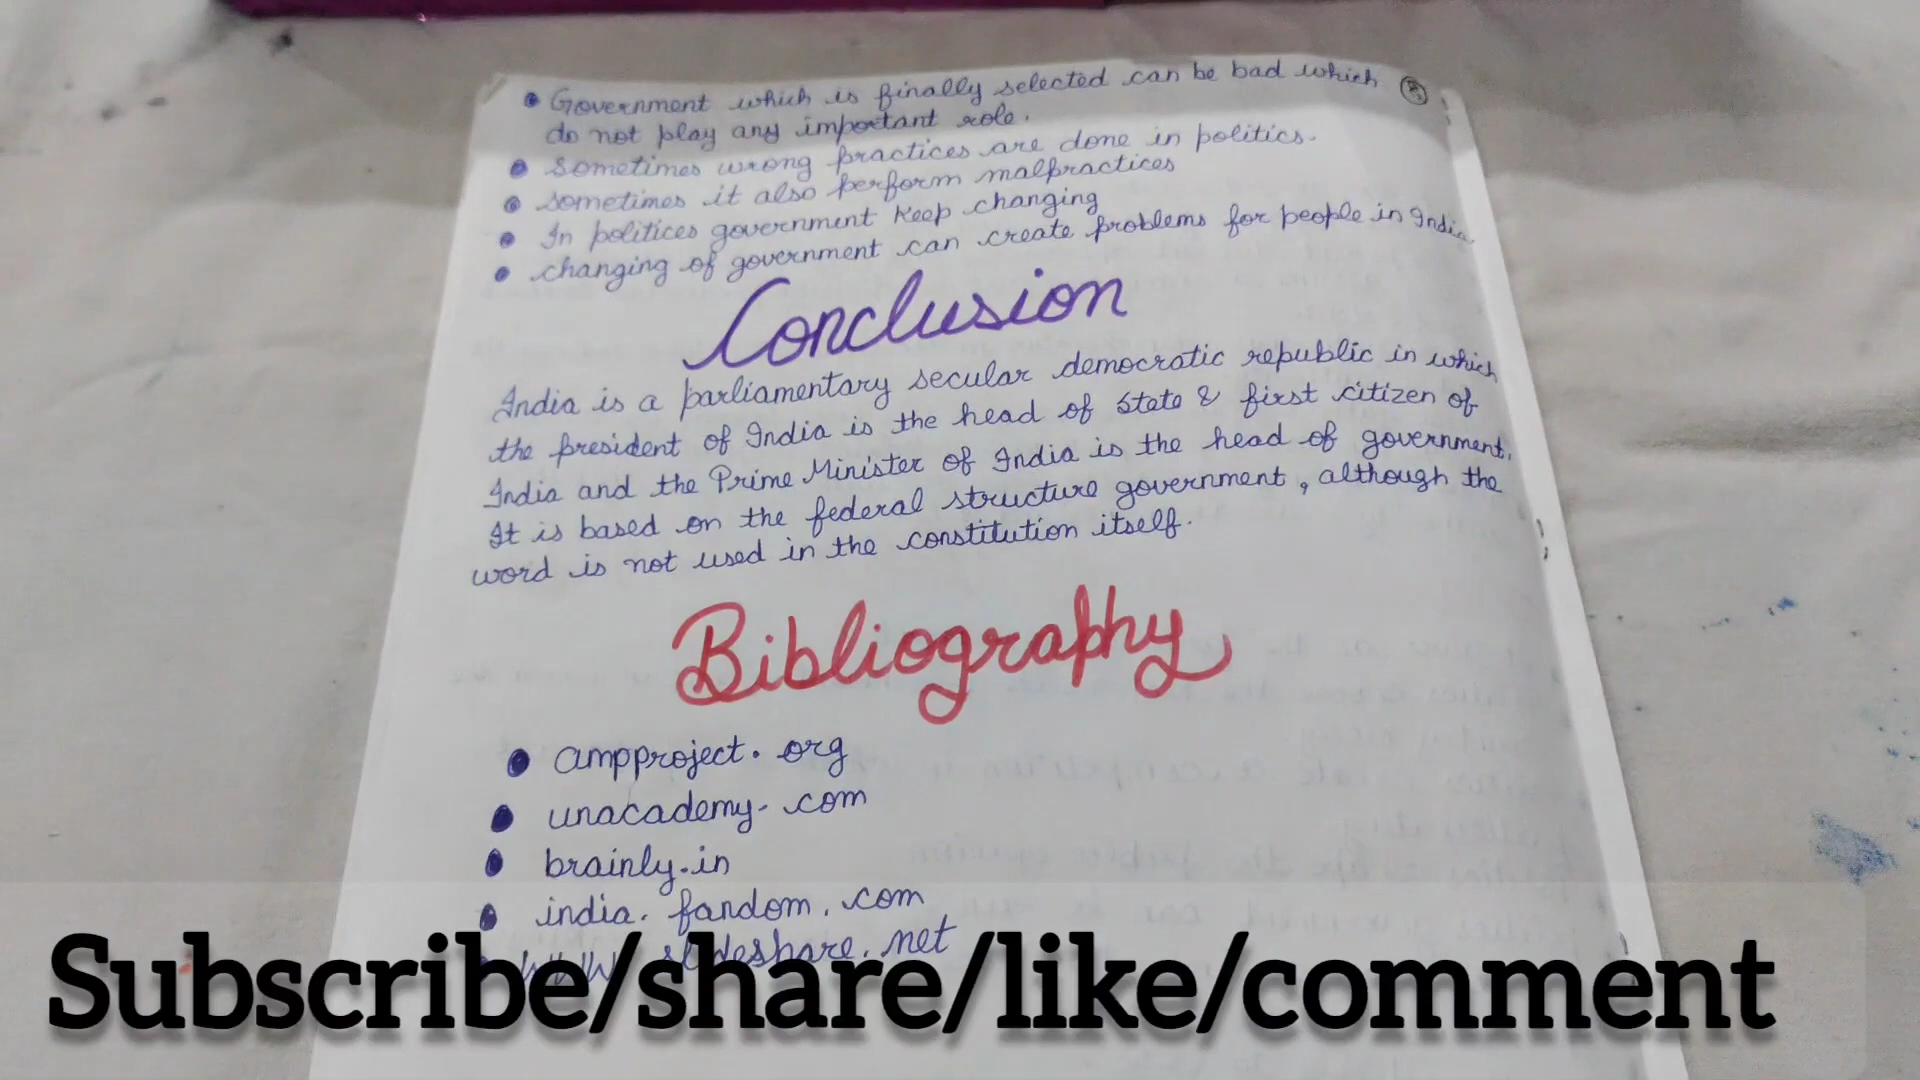 • Government which is finally selected can be bad which
do not play any important role.
• sometimes wrong practices are done in politics.
• sometimes it also perform malpractices
• In politices government keep changing
• changing of government can create problems for people in India
Conclusion
India is a parliamentary secular democratic republic in which
the president of India is the head of state & first citizen of
India and the Prime Minister of India is the head of government.
It is based on the federal structure government, although the
word is not used in the constitution itself.
Bibliography
• ampproject.org
• unacademy.com
• brainly.in
• india.fandom.com
• www.slideshare.net
Subscribe/share/like/comment